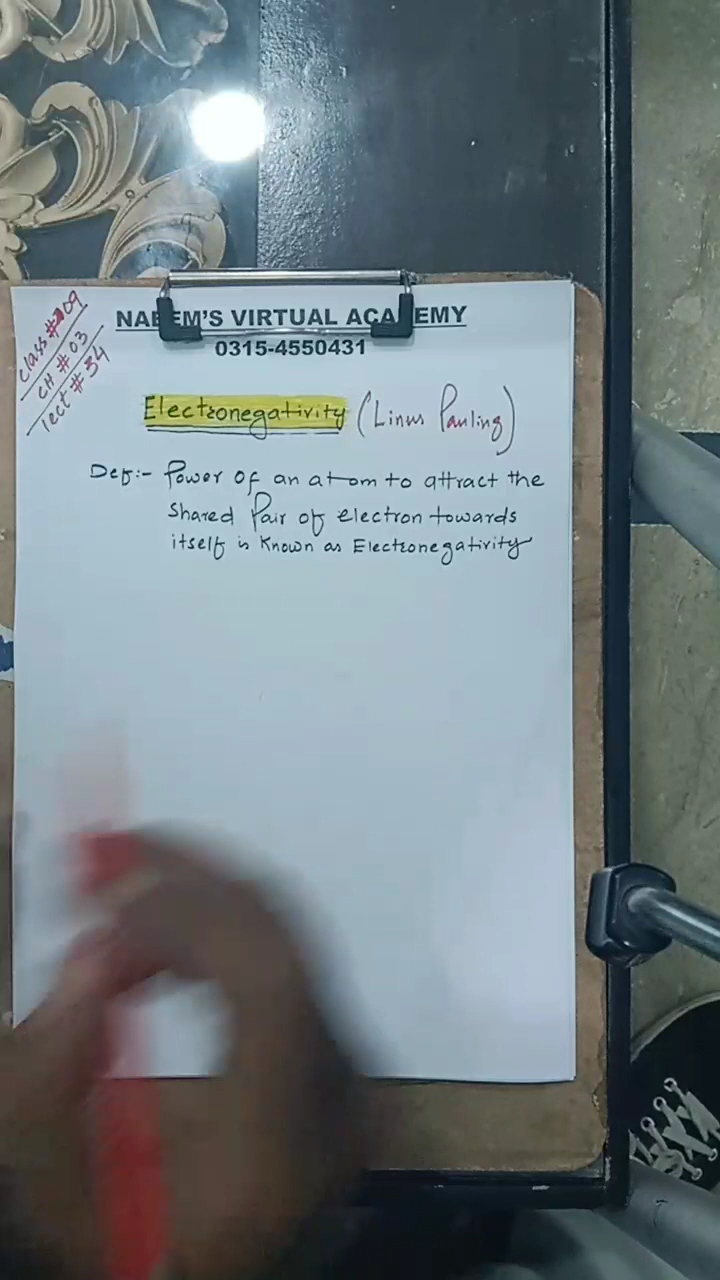 NAEEM'S VIRTUAL ACADEMY
0315-4550431
Class # 09
CH # 03
Tect # 34
Electronegativity (Linus Pauling)
Def:- Power of an atom to attract the
Shared Pair of electron towards
itself is known as Electronegativity